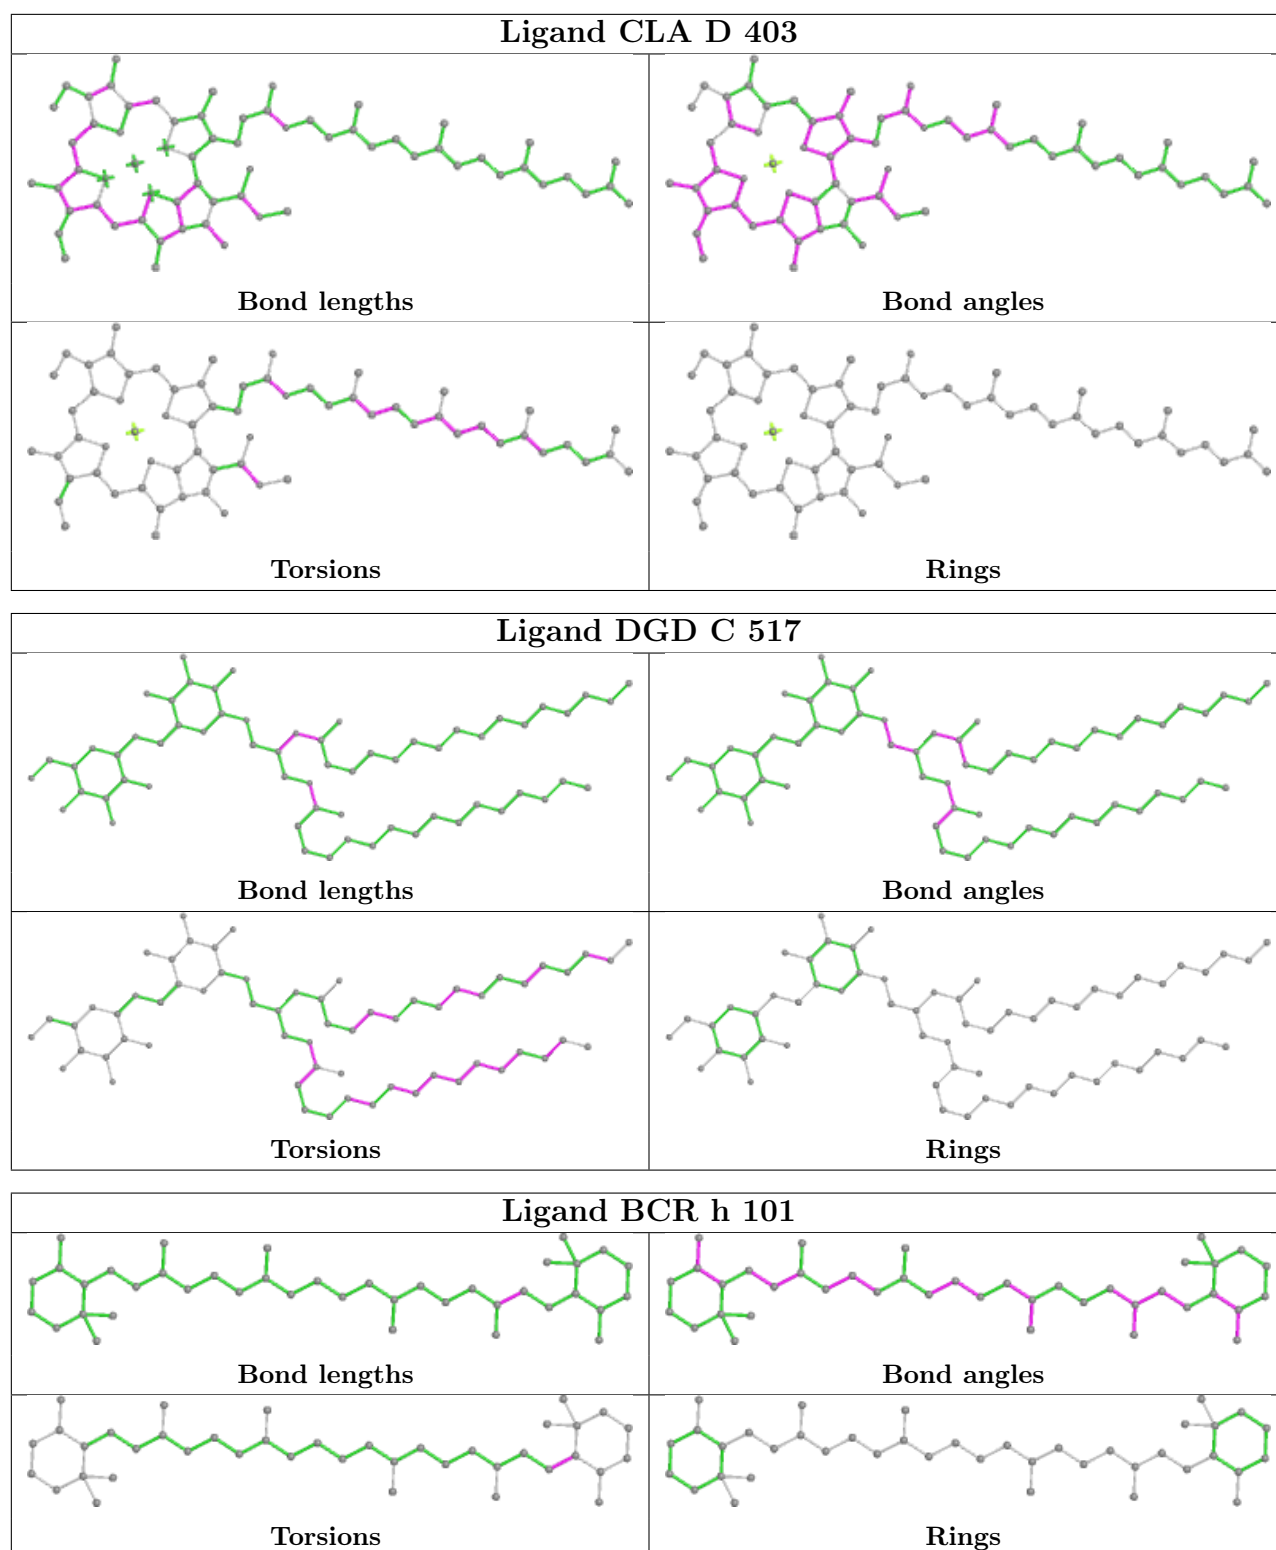 Ligand CLA D 403
Bond lengths
Bond angles
Torsions
Rings
Ligand DGD C 517
Bond lengths
Bond angles
Torsions
Rings
Ligand BCR h 101
Bond lengths
Bond angles
Torsions
Rings